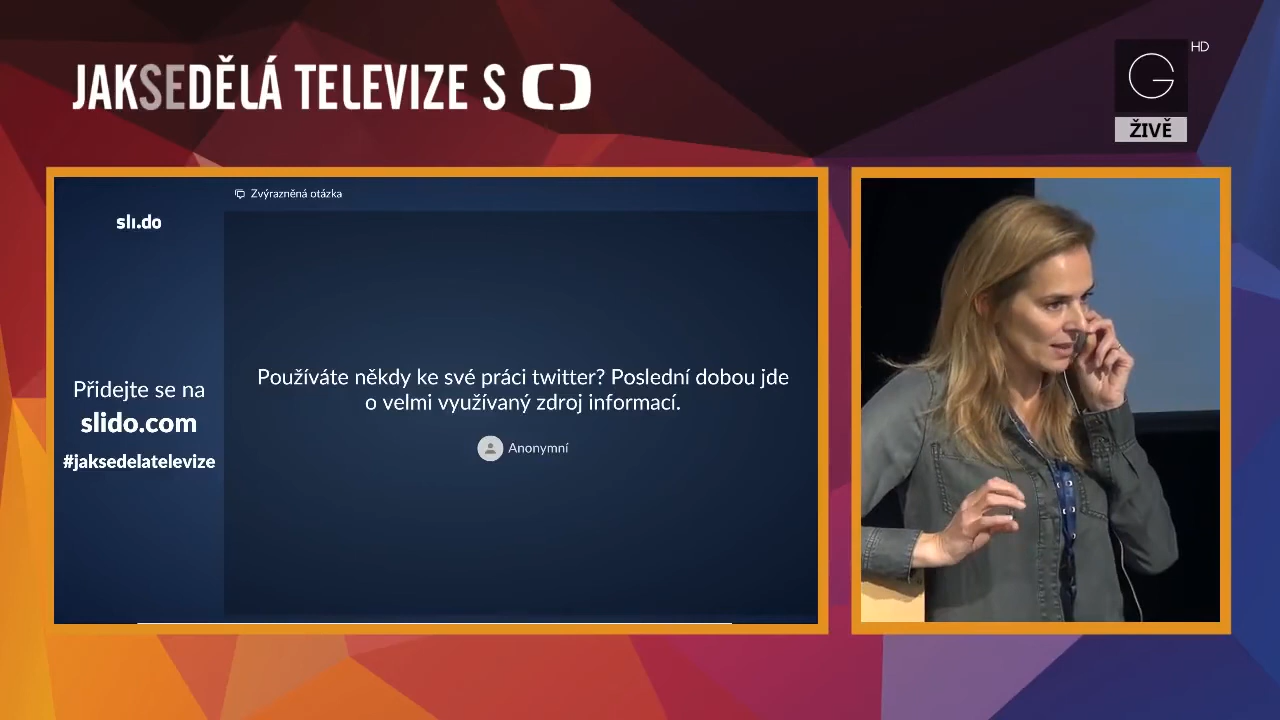 JAKSEDĚLÁ TELEVIZE S
HD
G
ŽIVĚ
Zvýrazněná otázka
sli.do
Přidejte se na
slido.com
#jaksedelatelevize
Používáte někdy ke své práci twitter? Poslední dobou jde
o velmi využívaný zdroj informací.
Anonymní